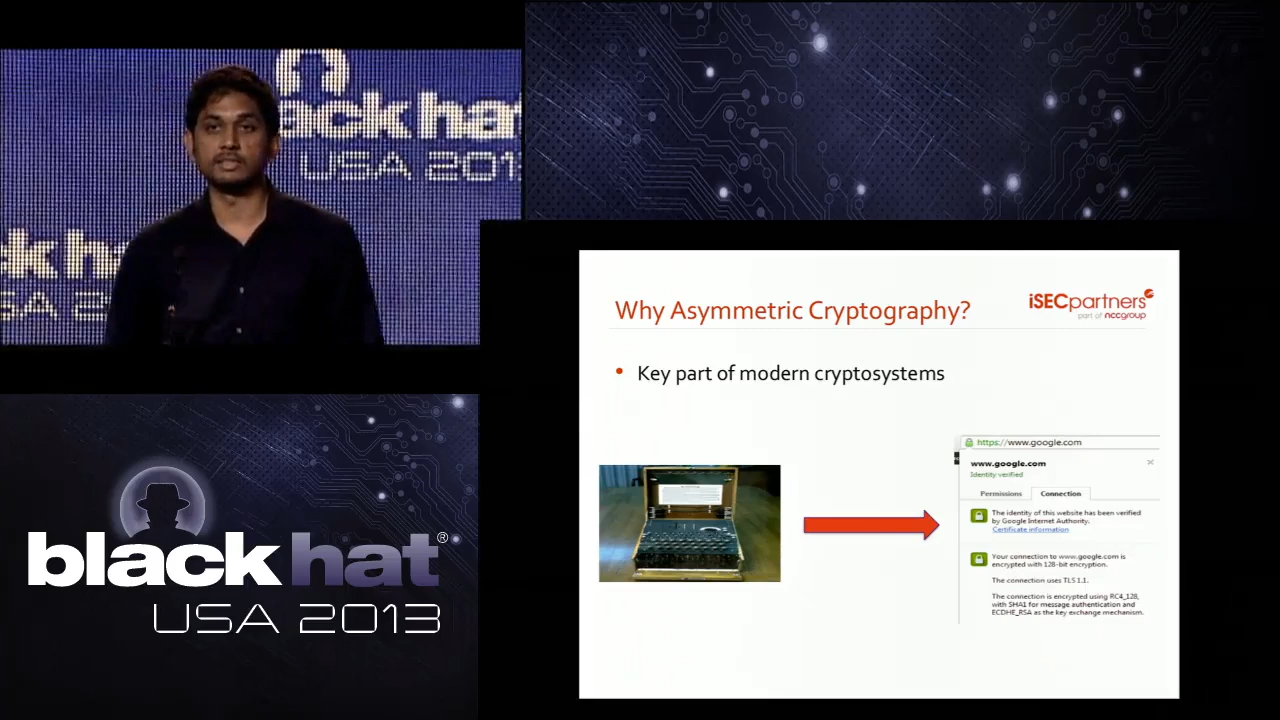 black hat
USA 2013
black hat
USA 2013
Why Asymmetric Cryptography?
iSECpartners
part of nccgroup
• Key part of modern cryptosystems
https://www.google.com
www.google.com
Identity verified
Permissions
Connection
The identity of this website has been verified
by Google Internet Authority.
Certificate information
Your connection to www.google.com is
encrypted with 128-bit encryption.
The connection uses TLS 1.1.
The connection is encrypted using RC4_128,
with SHA1 for message authentication and
ECDHE_RSA as the key exchange mechanism.
black hat®
USA 2013